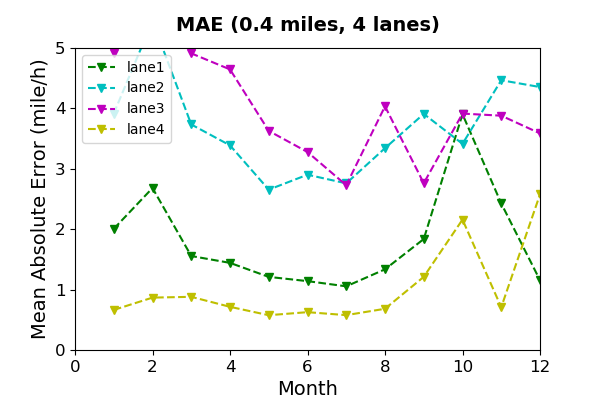 MAE (0.4 miles, 4 lanes)
Mean Absolute Error (mile/h)
5
4
3
2
1
0
lane1
lane2
lane3
lane4
0 2 4 6 8 10 12
Month